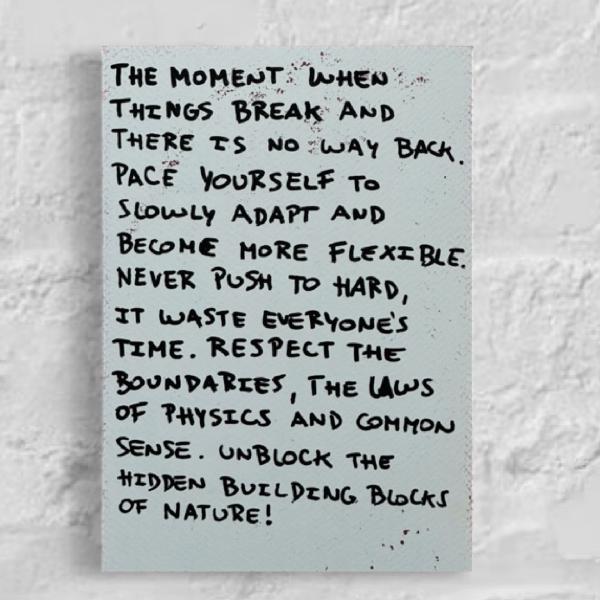 THE MOMENT WHEN
THINGS BREAK AND
THERE IS NO WAY BACK.
PACE YOURSELF TO
SLOWLY ADAPT AND
BECOME MORE FLEXIBLE.
NEVER PUSH TO HARD,
IT WASTE EVERYONE'S
TIME. RESPECT THE
BOUNDARIES, THE LAWS
OF PHYSICS AND COMMON
SENSE. UNBLOCK THE
HIDDEN BUILDING BLOCKS
OF NATURE!